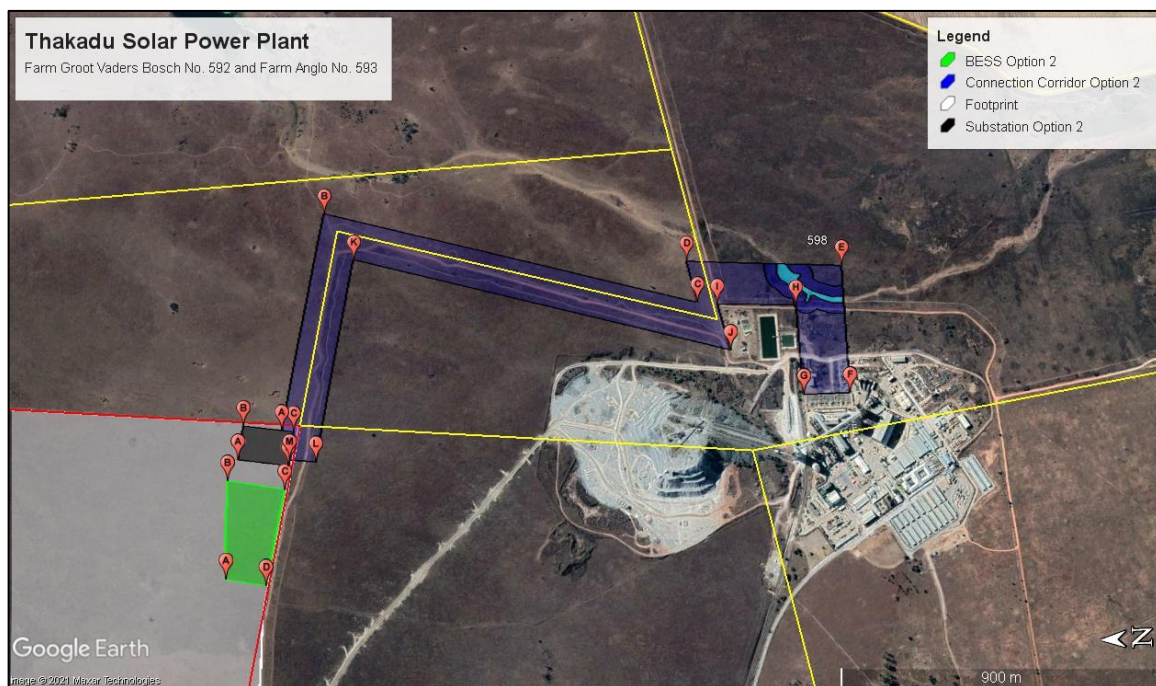 Thakadu Solar Power Plant
Farm Groot Vaders Bosch No. 592 and Farm Anglo No. 593
Legend
BESS Option 2
Connection Corridor Option 2
Footprint
Substation Option 2
B
K
D
598
E
C
I
H
J
G
F
B
A
C
A
M
L
B
C
A
D
Google Earth
Image © 2021 Maxar Technologies
N
900 m